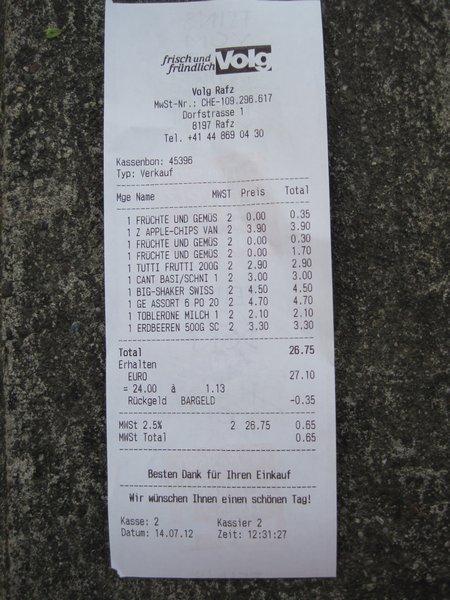 frisch und
fründlich Volg
Volg Rafz
MwSt-Nr.: CHE-109.296.617
Dorfstrasse 1
8197 Rafz
Tel. +41 44 869 04 30
Kassenbon: 45396
Typ: Verkauf
Mge Name MWST Preis Total
1 FRÜCHTE UND GEMÜS 2 0.00 0.35
1 Z APPLE-CHIPS VAN 2 3.90 3.90
1 FRÜCHTE UND GEMÜS 2 0.00 0.30
1 FRÜCHTE UND GEMÜS 2 0.00 1.70
1 TUTTI FRUTTI 200G 2 2.90 2.90
1 CANT BASI/SCHNI 1 2 3.00 3.00
1 BIG-SHAKER SWISS 2 4.50 4.50
1 GE ASSORT 6 PO 20 2 4.70 4.70
1 TOBLERONE MILCH 1 2 2.10 2.10
1 ERDBEEREN 500G SC 2 3.30 3.30
Total 26.75
Erhalten
EURO 27.10
= 24.00 à 1.13
Rückgeld BARGELD -0.35
MWSt 2.5% 2 26.75 0.65
MWSt Total 0.65
Besten Dank für Ihren Einkauf
Wir wünschen Ihnen einen schönen Tag!
Kasse: 2 Kassier 2
Datum: 14.07.12 Zeit: 12:31:27